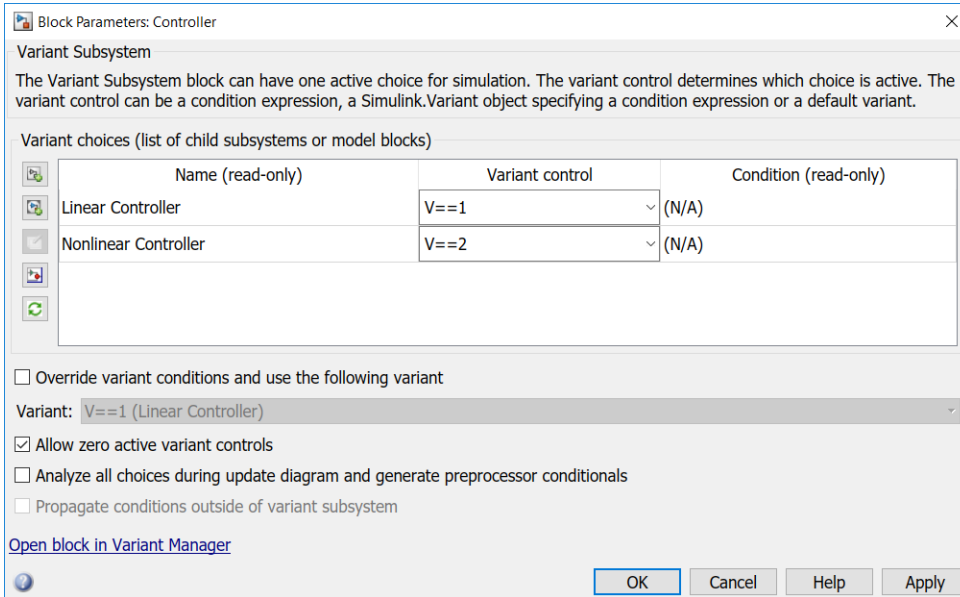 Block Parameters: Controller
Variant Subsystem
The Variant Subsystem block can have one active choice for simulation. The variant control determines which choice is active. The
variant control can be a condition expression, a Simulink.Variant object specifying a condition expression or a default variant.
Variant choices (list of child subsystems or model blocks)
Name (read-only) Variant control Condition (read-only)
Linear Controller V==1 (N/A)
Nonlinear Controller V==2 (N/A)
Override variant conditions and use the following variant
Variant: V==1 (Linear Controller)
Allow zero active variant controls
Analyze all choices during update diagram and generate preprocessor conditionals
Propagate conditions outside of variant subsystem
Open block in Variant Manager
OK Cancel Help Apply